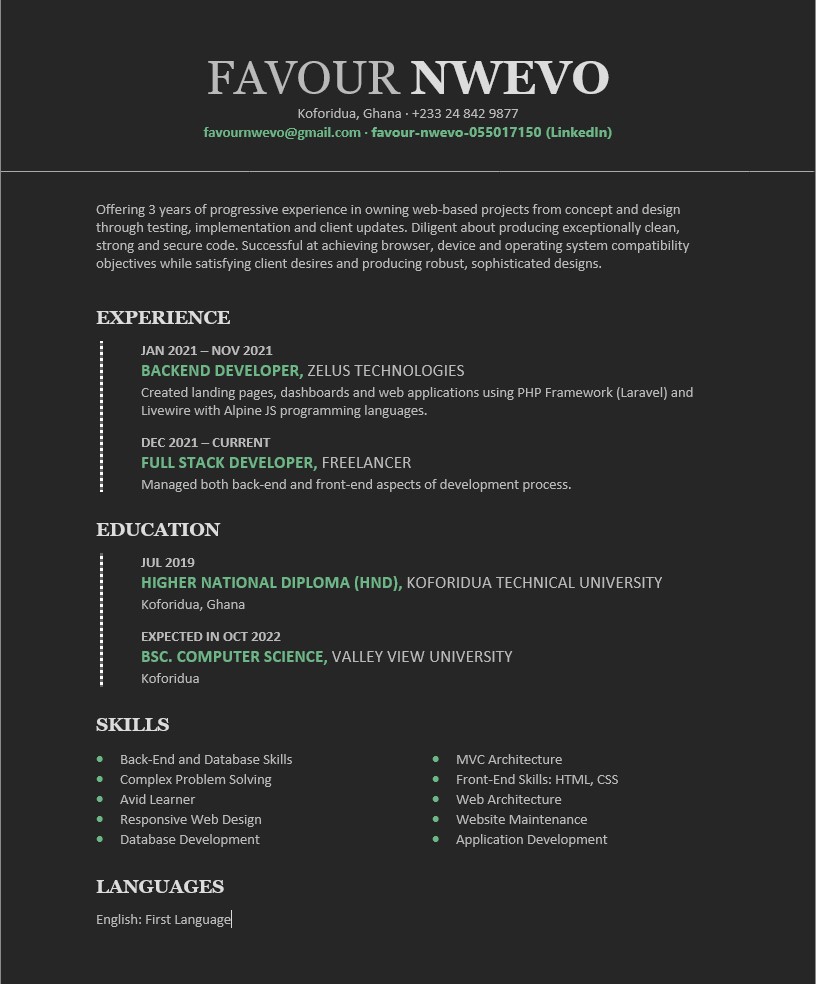 FAVOUR NWEVO
Koforidua, Ghana · +233 24 842 9877
favournwevo@gmail.com · favour-nwevo-055017150 (LinkedIn)
Offering 3 years of progressive experience in owning web-based projects from concept and design
through testing, implementation and client updates. Diligent about producing exceptionally clean,
strong and secure code. Successful at achieving browser, device and operating system compatibility
objectives while satisfying client desires and producing robust, sophisticated designs.
EXPERIENCE
JAN 2021 – NOV 2021
BACKEND DEVELOPER, ZELUS TECHNOLOGIES
Created landing pages, dashboards and web applications using PHP Framework (Laravel) and
Livewire with Alpine JS programming languages.
DEC 2021 – CURRENT
FULL STACK DEVELOPER, FREELANCER
Managed both back-end and front-end aspects of development process.
EDUCATION
JUL 2019
HIGHER NATIONAL DIPLOMA (HND), KOFORIDUA TECHNICAL UNIVERSITY
Koforidua, Ghana
EXPECTED IN OCT 2022
BSC. COMPUTER SCIENCE, VALLEY VIEW UNIVERSITY
Koforidua
SKILLS
• Back-End and Database Skills
• Complex Problem Solving
• Avid Learner
• Responsive Web Design
• Database Development
• MVC Architecture
• Front-End Skills: HTML, CSS
• Web Architecture
• Website Maintenance
• Application Development
LANGUAGES
English: First Language